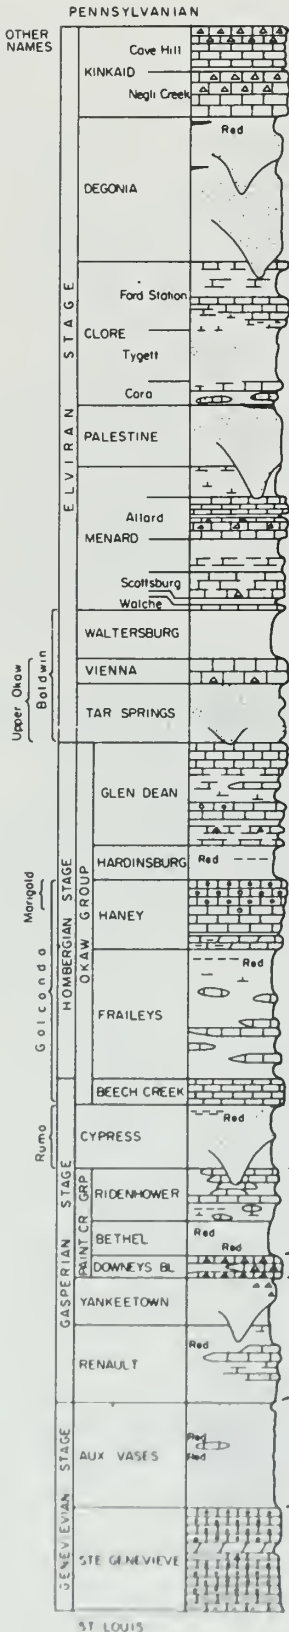 PENNSYLVANIAN
OTHER NAMES
Cave Hill
KINKAID
Negli Creek
Red
DEGONIA
Ford Station
CLORE
Tygett
Cora
PALESTINE
Allard
MENARD
Scottsburg
Walche
ELVIRAN STAGE
WALTERSBURG
VIENNA
TAR SPRINGS
Upper Okaw
Baldwin
GLEN DEAN
HARDINSBURG
Red
HANEY
Red
FRAILEYS
OKAW GROUP
HOMBERGIAN STAGE
Marigold
Golconda
BEECH CREEK
Red
CYPRESS
Ruma
RIDENHOWER
BETHEL
Red
Red
DOWNEYS BL
PAINT CR GRP
YANKEETOWN
Red
RENAULT
GASPERIAN STAGE
Red
AUX VASES
Red
STE GENEVIEVE
GENEVIEVIAN STAGE
ST LOUIS